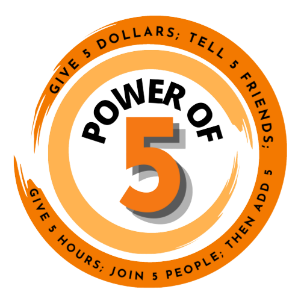 GIVE 5 DOLLARS; TELL 5 FRIENDS;
POWER OF
5
GIVE 5 HOURS; JOIN 5 PEOPLE; THEN ADD 5